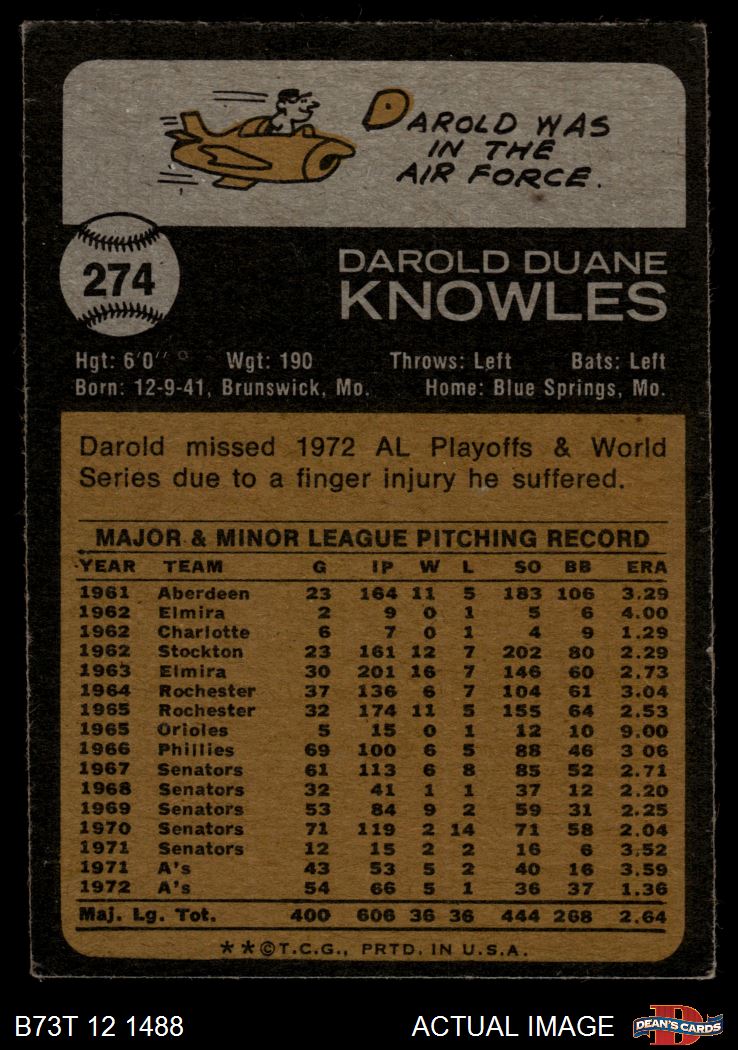 DAROLD WAS
IN THE
AIR FORCE.
274
DAROLD DUANE
KNOWLES
Hgt: 6'0" Wgt: 190 Throws: Left Bats: Left
Born: 12-9-41, Brunswick, Mo. Home: Blue Springs, Mo.
Darold missed 1972 AL Playoffs & World
Series due to a finger injury he suffered.
MAJOR & MINOR LEAGUE PITCHING RECORD
YEAR TEAM G IP W L SO BB ERA
1961 Aberdeen 23 164 11 5 183 106 3.29
1962 Elmira 2 9 0 1 5 6 4.00
1962 Charlotte 6 7 0 1 4 9 1.29
1962 Stockton 23 161 12 7 202 80 2.29
1963 Elmira 30 201 16 7 146 60 2.73
1964 Rochester 37 136 6 7 104 61 3.04
1965 Rochester 32 174 11 5 155 64 2.53
1965 Orioles 5 15 0 1 12 10 9.00
1966 Phillies 69 100 6 5 88 46 3.06
1967 Senators 61 113 6 8 85 52 2.71
1968 Senators 32 41 1 1 37 12 2.20
1969 Senators 53 84 9 2 59 31 2.25
1970 Senators 71 119 2 14 71 58 2.04
1971 Senators 12 15 2 2 16 6 3.52
1971 A's 43 53 5 2 40 16 3.59
1972 A's 54 66 5 1 36 37 1.36
Maj. Lg. Tot. 400 606 36 36 444 268 2.64
**©T.C.G., PRTD. IN U.S.A.
B73T 12 1488 ACTUAL IMAGE D DEAN'S CARDS